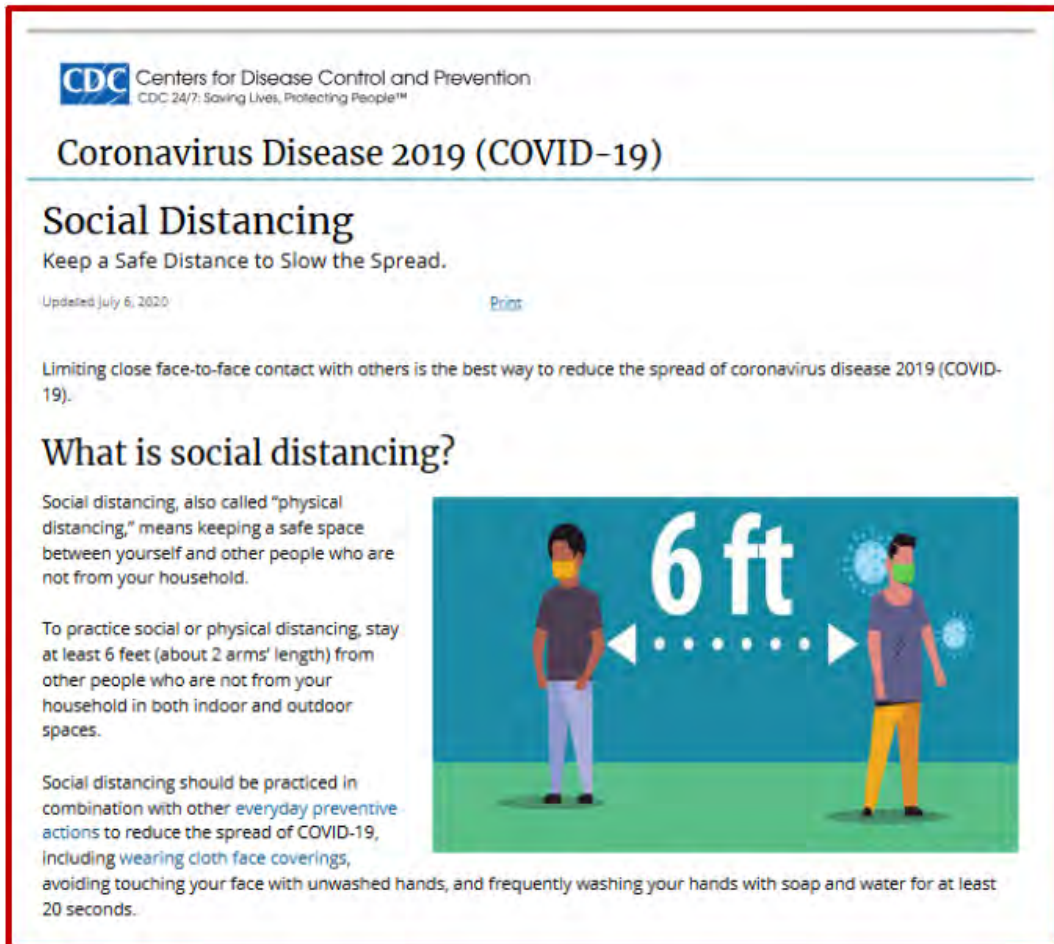 CDC Centers for Disease Control and Prevention
CDC 24/7: Saving Lives, Protecting People™
Coronavirus Disease 2019 (COVID-19)
Social Distancing
Keep a Safe Distance to Slow the Spread.
Updated July 6, 2020 Print
Limiting close face-to-face contact with others is the best way to reduce the spread of coronavirus disease 2019 (COVID-
19).
What is social distancing?
Social distancing, also called “physical
distancing,” means keeping a safe space
between yourself and other people who are
not from your household.
To practice social or physical distancing, stay
at least 6 feet (about 2 arms’ length) from
other people who are not from your
household in both indoor and outdoor
spaces.
Social distancing should be practiced in
combination with other everyday preventive
actions to reduce the spread of COVID-19,
including wearing cloth face coverings,
avoiding touching your face with unwashed hands, and frequently washing your hands with soap and water for at least
20 seconds.
6 ft